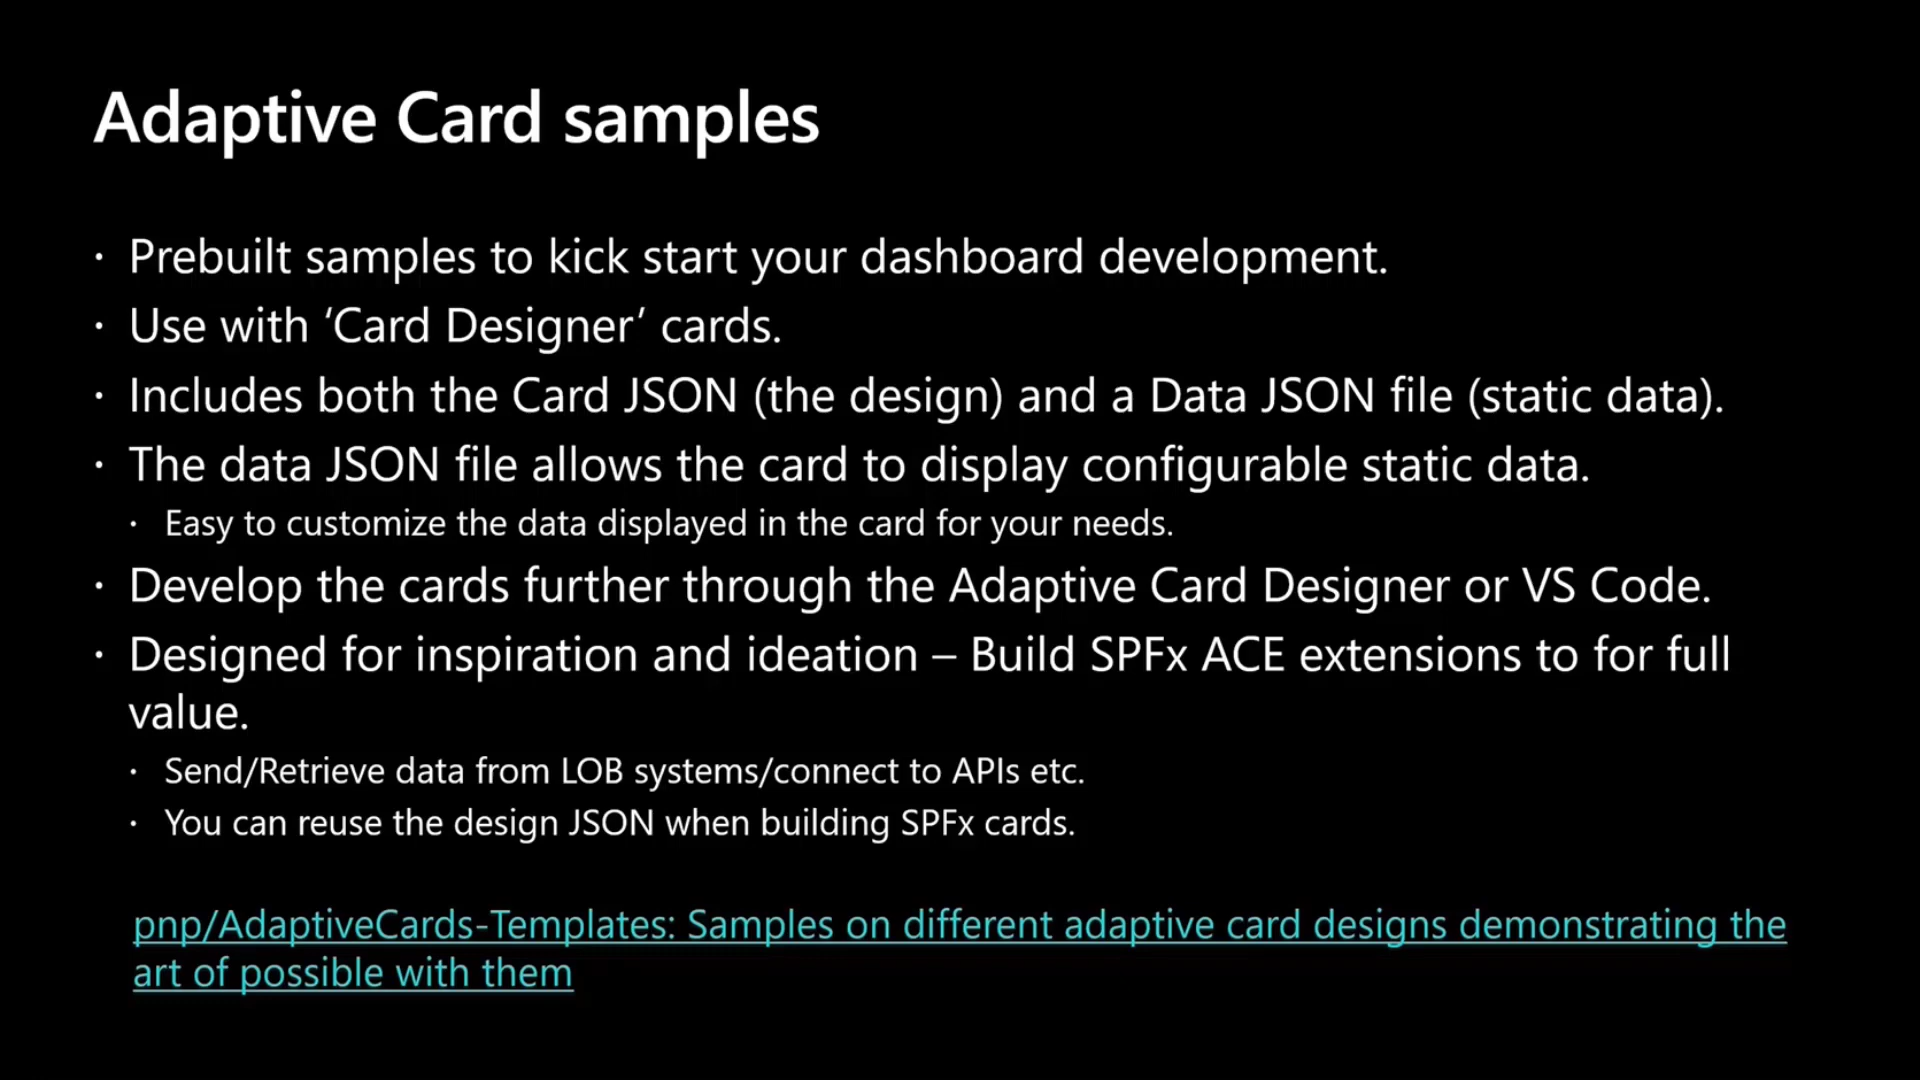 Adaptive Card samples
· Prebuilt samples to kick start your dashboard development.
· Use with ‘Card Designer’ cards.
· Includes both the Card JSON (the design) and a Data JSON file (static data).
· The data JSON file allows the card to display configurable static data.
· Easy to customize the data displayed in the card for your needs.
· Develop the cards further through the Adaptive Card Designer or VS Code.
· Designed for inspiration and ideation – Build SPFx ACE extensions to for full
value.
· Send/Retrieve data from LOB systems/connect to APIs etc.
· You can reuse the design JSON when building SPFx cards.
pnp/AdaptiveCards-Templates: Samples on different adaptive card designs demonstrating the
art of possible with them